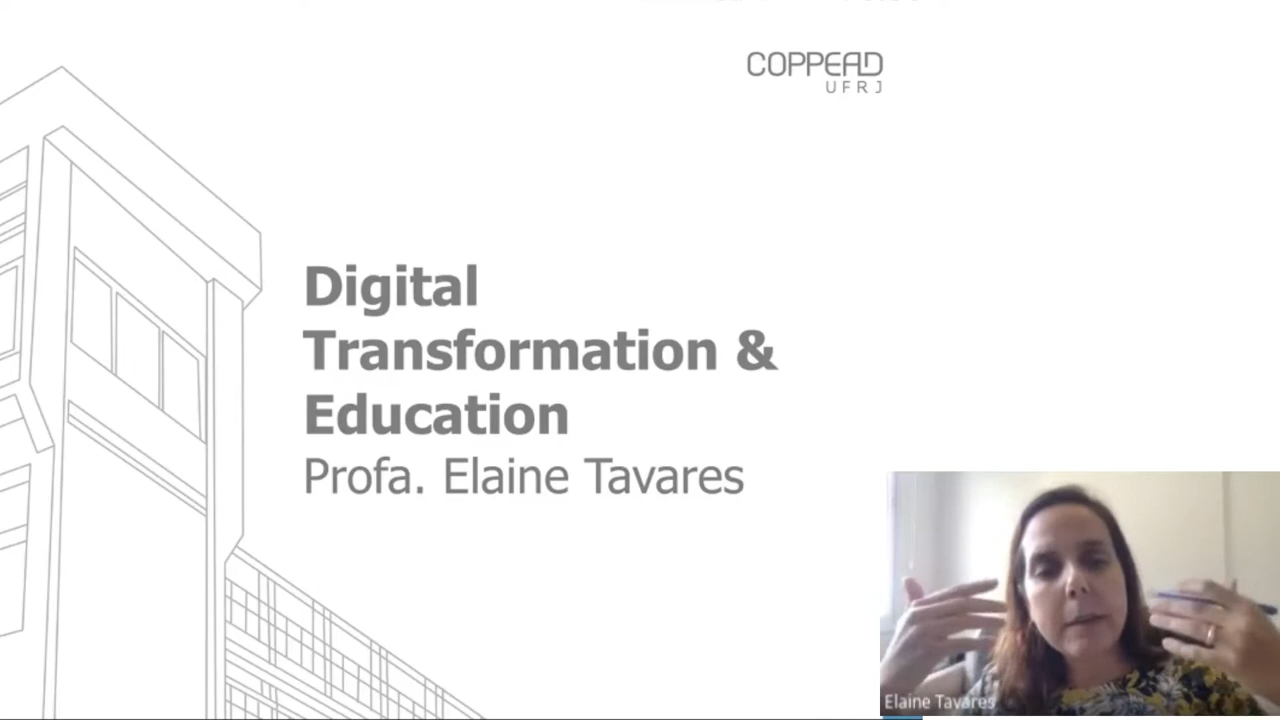 COPPEAD
UFRJ
Digital
Transformation &
Education
Profa. Elaine Tavares
Elaine Tavares